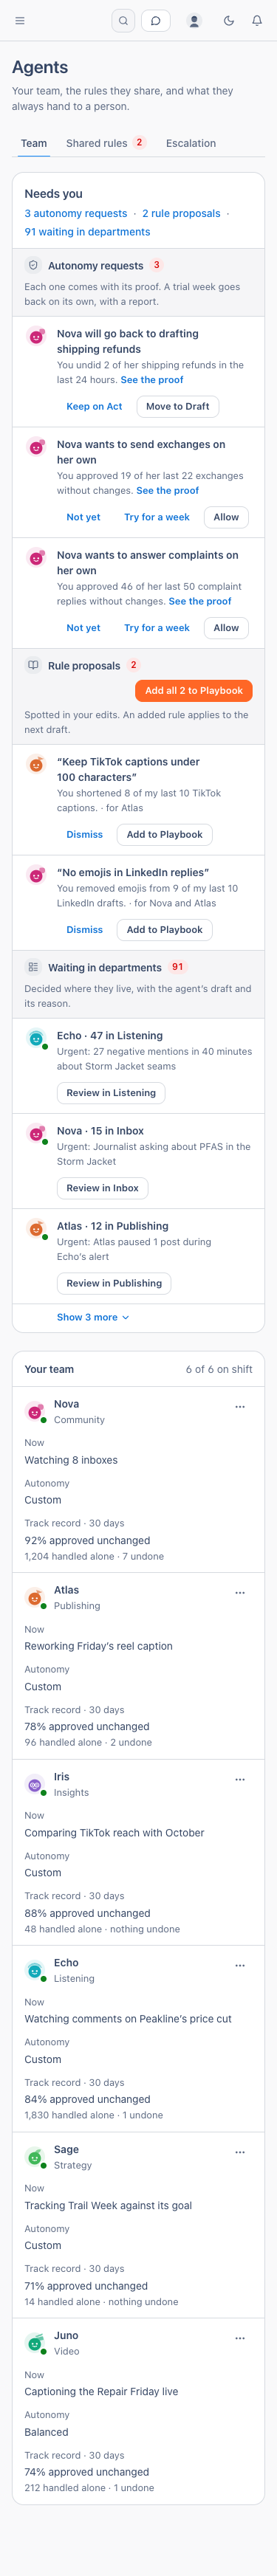 Agents
Your team, the rules they share, and what they
always hand to a person.
Team
Shared rules 2
Escalation
Needs you
3 autonomy requests · 2 rule proposals ·
91 waiting in departments
Autonomy requests 3
Each one comes with its proof. A trial week goes
back on its own, with a report.
Nova will go back to drafting
shipping refunds
You undid 2 of her shipping refunds in the
last 24 hours. See the proof
Keep on Act
Move to Draft
Nova wants to send exchanges on
her own
You approved 19 of her last 22 exchanges
without changes. See the proof
Not yet
Try for a week
Allow
Nova wants to answer complaints on
her own
You approved 46 of her last 50 complaint
replies without changes. See the proof
Not yet
Try for a week
Allow
Rule proposals 2
Add all 2 to Playbook
Spotted in your edits. An added rule applies to the
next draft.
“Keep TikTok captions under
100 characters”
You shortened 8 of my last 10 TikTok
captions. · for Atlas
Dismiss
Add to Playbook
“No emojis in LinkedIn replies”
You removed emojis from 9 of my last 10
LinkedIn drafts. · for Nova and Atlas
Dismiss
Add to Playbook
Waiting in departments 91
Decided where they live, with the agent’s draft and
its reason.
Echo · 47 in Listening
Urgent: 27 negative mentions in 40 minutes
about Storm Jacket seams
Review in Listening
Nova · 15 in Inbox
Urgent: Journalist asking about PFAS in the
Storm Jacket
Review in Inbox
Atlas · 12 in Publishing
Urgent: Atlas paused 1 post during
Echo’s alert
Review in Publishing
Show 3 more
Your team
6 of 6 on shift
Nova
Community
Now
Watching 8 inboxes
Autonomy
Custom
Track record · 30 days
92% approved unchanged
1,204 handled alone · 7 undone
Atlas
Publishing
Now
Reworking Friday’s reel caption
Autonomy
Custom
Track record · 30 days
78% approved unchanged
96 handled alone · 2 undone
Iris
Insights
Now
Comparing TikTok reach with October
Autonomy
Custom
Track record · 30 days
88% approved unchanged
48 handled alone · nothing undone
Echo
Listening
Now
Watching comments on Peakline’s price cut
Autonomy
Custom
Track record · 30 days
84% approved unchanged
1,830 handled alone · 1 undone
Sage
Strategy
Now
Tracking Trail Week against its goal
Autonomy
Custom
Track record · 30 days
71% approved unchanged
14 handled alone · nothing undone
Juno
Video
Now
Captioning the Repair Friday live
Autonomy
Balanced
Track record · 30 days
74% approved unchanged
212 handled alone · 1 undone